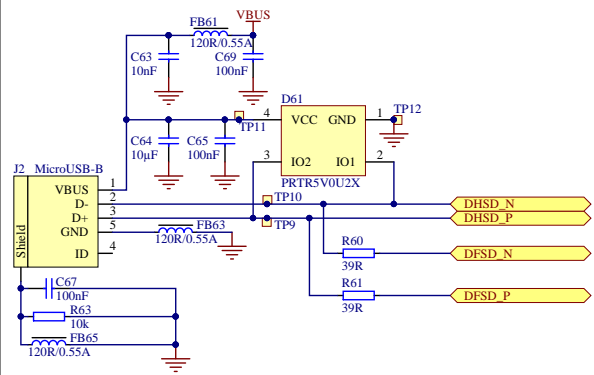 VBUS
FB61
120R/0.55A
C63
10nF
C69
100nF
D61
TP12
TP11
4
VCC
GND
1
C64
10µF
C65
100nF
3
IO2
IO1
2
PRTR5V0U2X
J2
MicroUSB-B
Shield
VBUS
1
D-
2
TP10
DHSD_N
D+
3
TP9
DHSD_P
GND
5
FB63
120R/0.55A
ID
4
R60
39R
DFSD_N
C67
100nF
R61
39R
DFSD_P
R63
10k
FB65
120R/0.55A